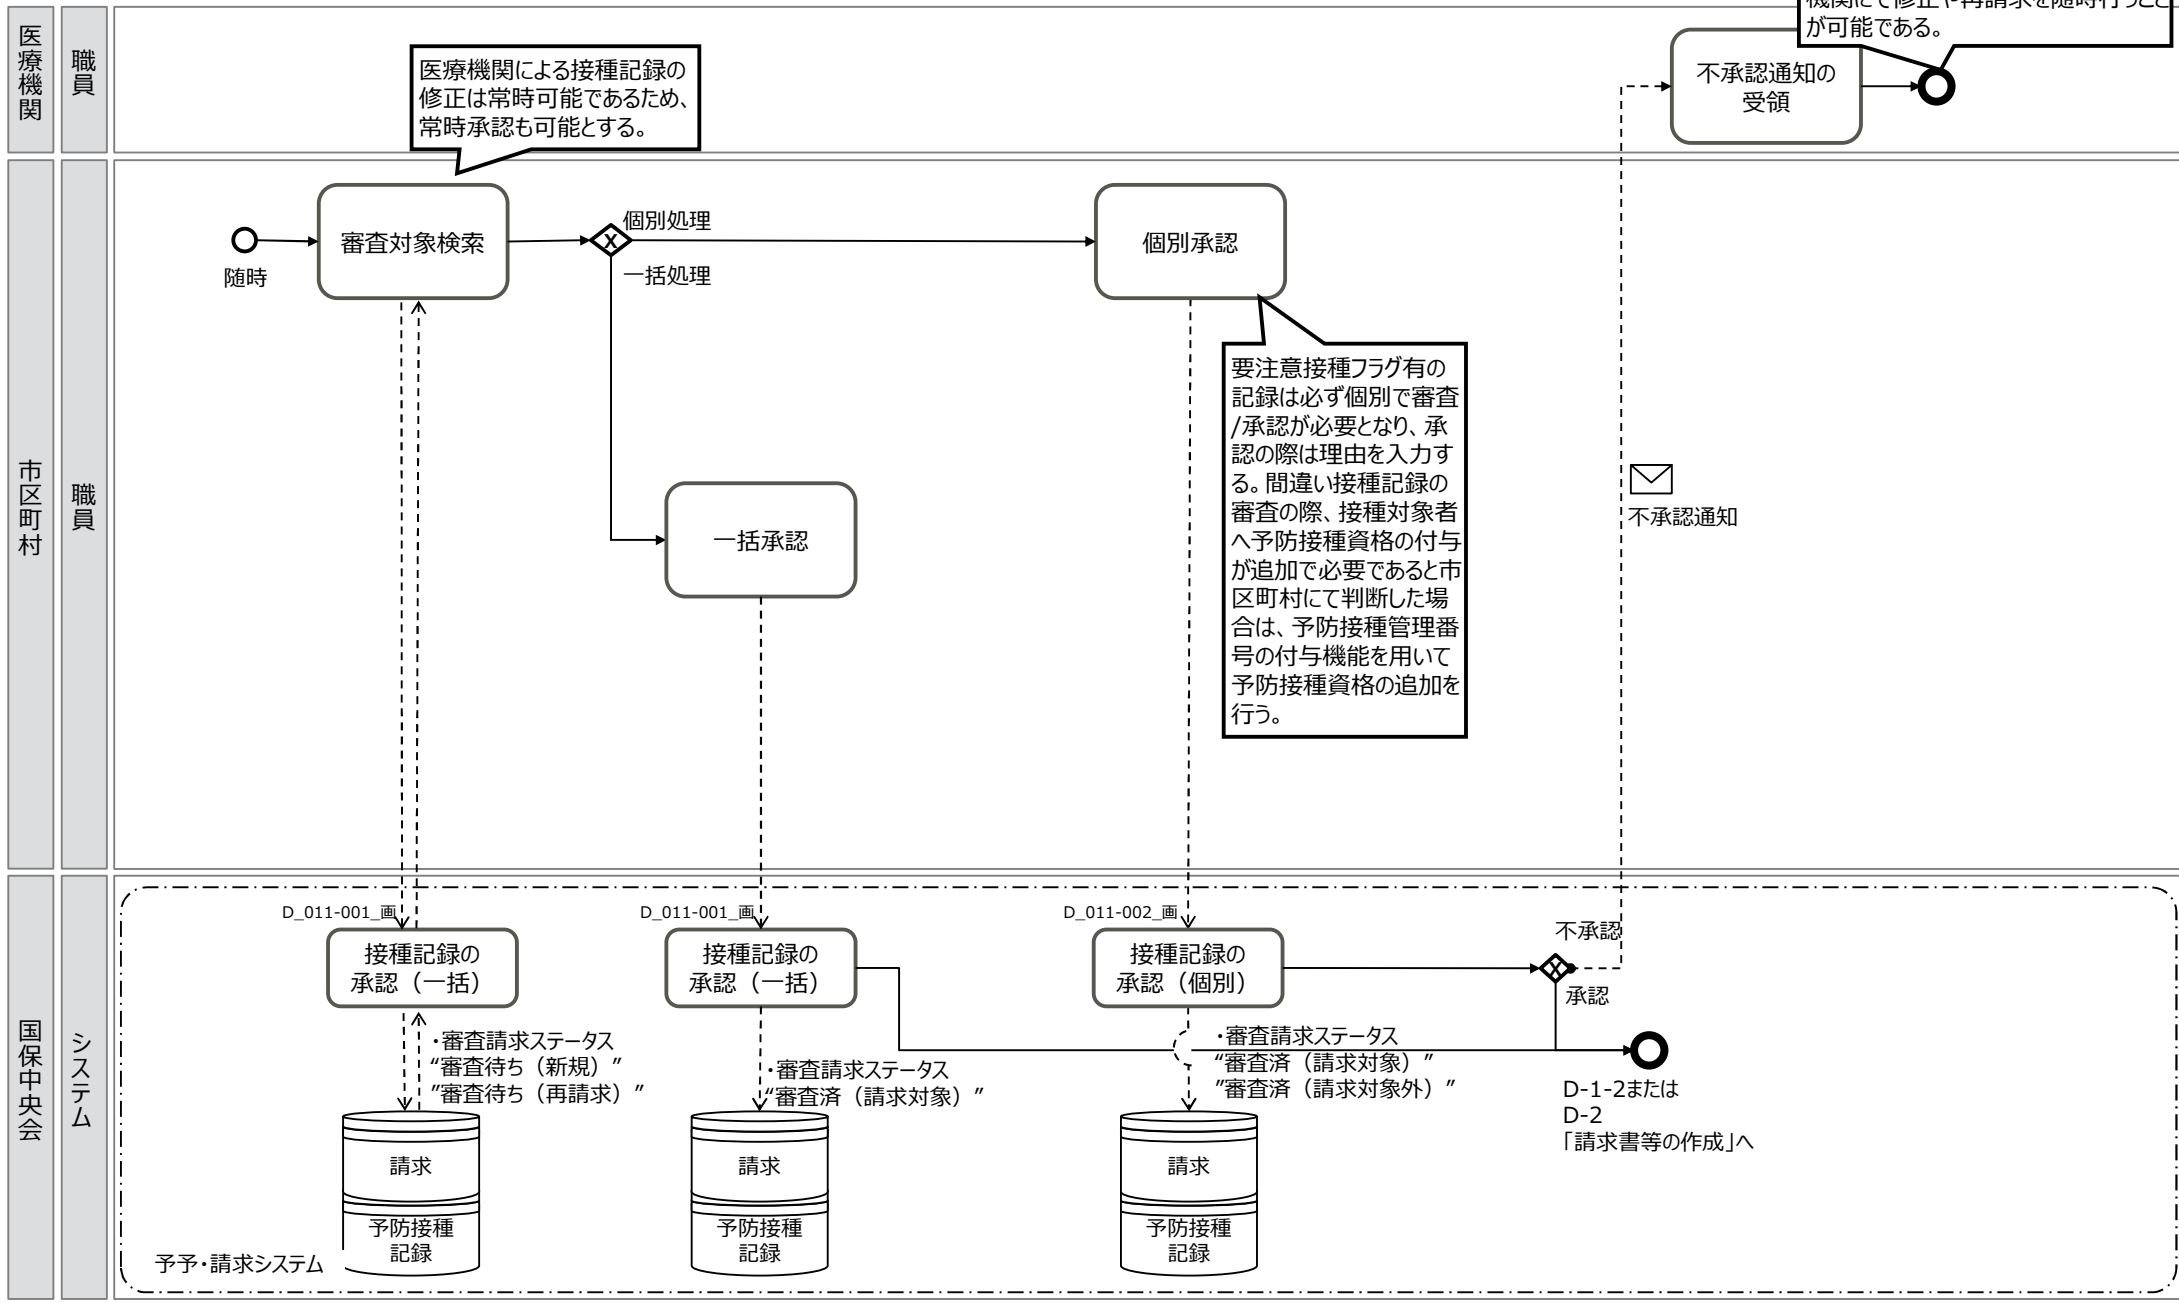 医療機関
職員
機関にて修正や再請求を随時行うこと
が可能である。
医療機関による接種記録の
修正は常時可能であるため、
常時承認も可能とする。
不承認通知の
受領
市区町村
職員
随時
審査対象検索
X
個別処理
一括処理
個別承認
一括承認
要注意接種フラグ有の
記録は必ず個別で審査
/承認が必要となり、承
認の際は理由を入力す
る。間違い接種記録の
審査の際、接種対象者
へ予防接種資格の付与
が追加で必要であると市
区町村にて判断した場
合は、予防接種管理番
号の付与機能を用いて
予防接種資格の追加を
行う。
不承認通知
国保中央会
システム
D_011-001_画
接種記録の
承認（一括）
D_011-001_画
接種記録の
承認（一括）
D_011-002_画
接種記録の
承認（個別）
不承認
X
承認
・審査請求ステータス
“審査待ち（新規）”
”審査待ち（再請求）”
・審査請求ステータス
“審査済（請求対象）”
・審査請求ステータス
“審査済（請求対象）”
”審査済（請求対象外）”
D-1-2または
D-2
「請求書等の作成」へ
請求
予防接種
記録
請求
予防接種
記録
請求
予防接種
記録
予予・請求システム